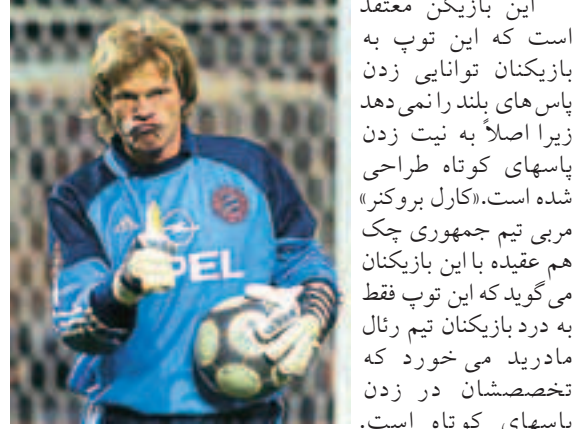 این بازیکن معتقد
است که این توپ به
بازیکنان توانایی زدن
پاس‌های بلند را نمی‌دهد
زیرا اصلاً به نیت زدن
پاسهای کوتاه طراحی
شده است.«کارل بروکنر»
مربی تیم جمهوری چک
هم عقیده با این بازیکنان
می‌گوید که این توپ فقط
به درد بازیکنان تیم رئال
مادرید می‌خورد که
تخصصشان در زدن
پاسهای کوتاه است.
PEL